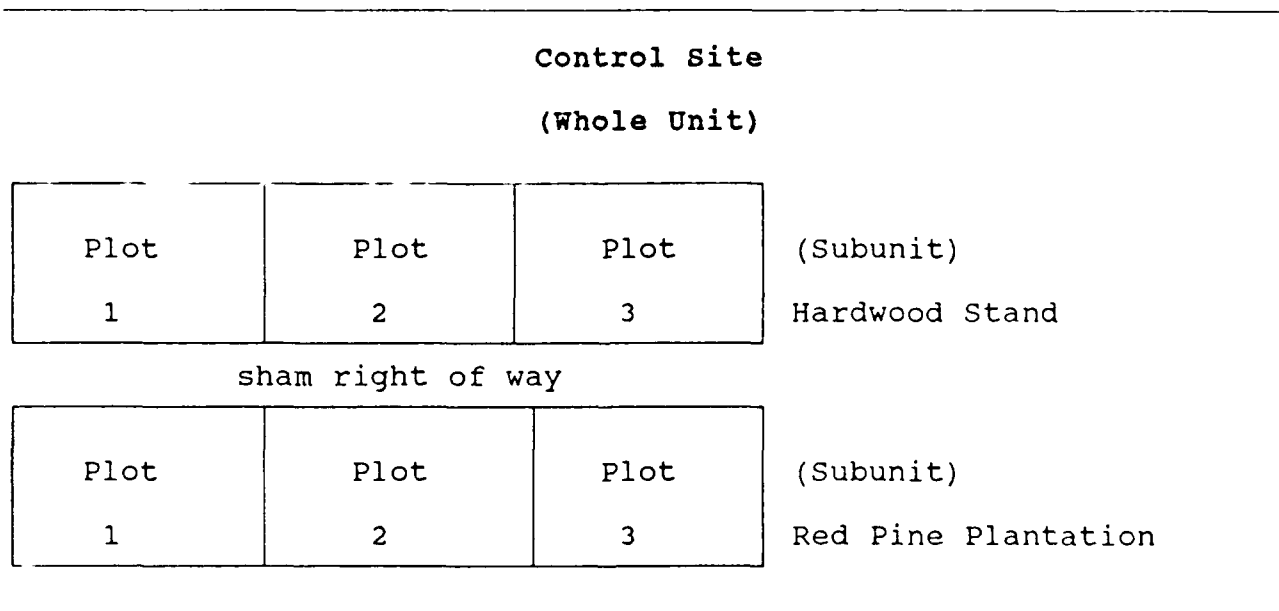 Control Site
(Whole Unit)
Plot Plot Plot (Subunit)
1 2 3 Hardwood Stand
sham right of way
Plot Plot Plot (Subunit)
1 2 3 Red Pine Plantation